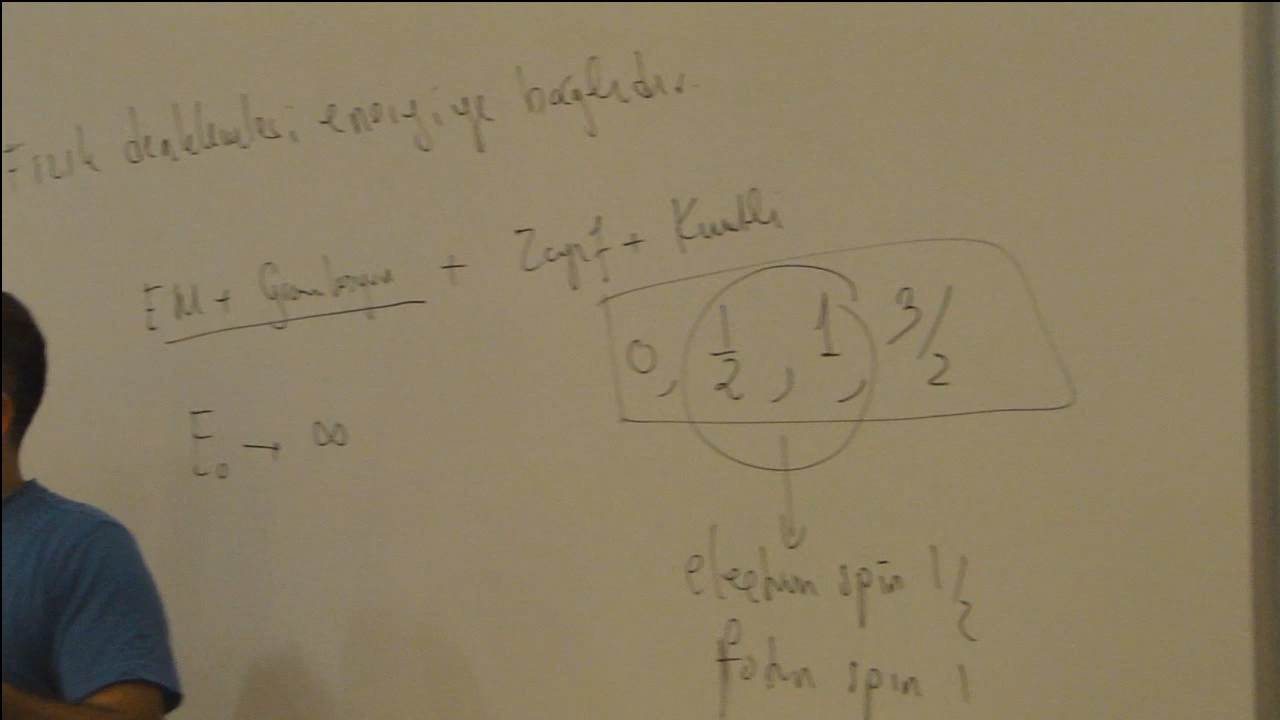 Fizik denklemleri enerjiye bağlıdır.
EM + + Zayıf + Kuvvetli
0, 1/2, 1, 3/2
E₀ → ∞
elektron spin 1/2
foton spin 1